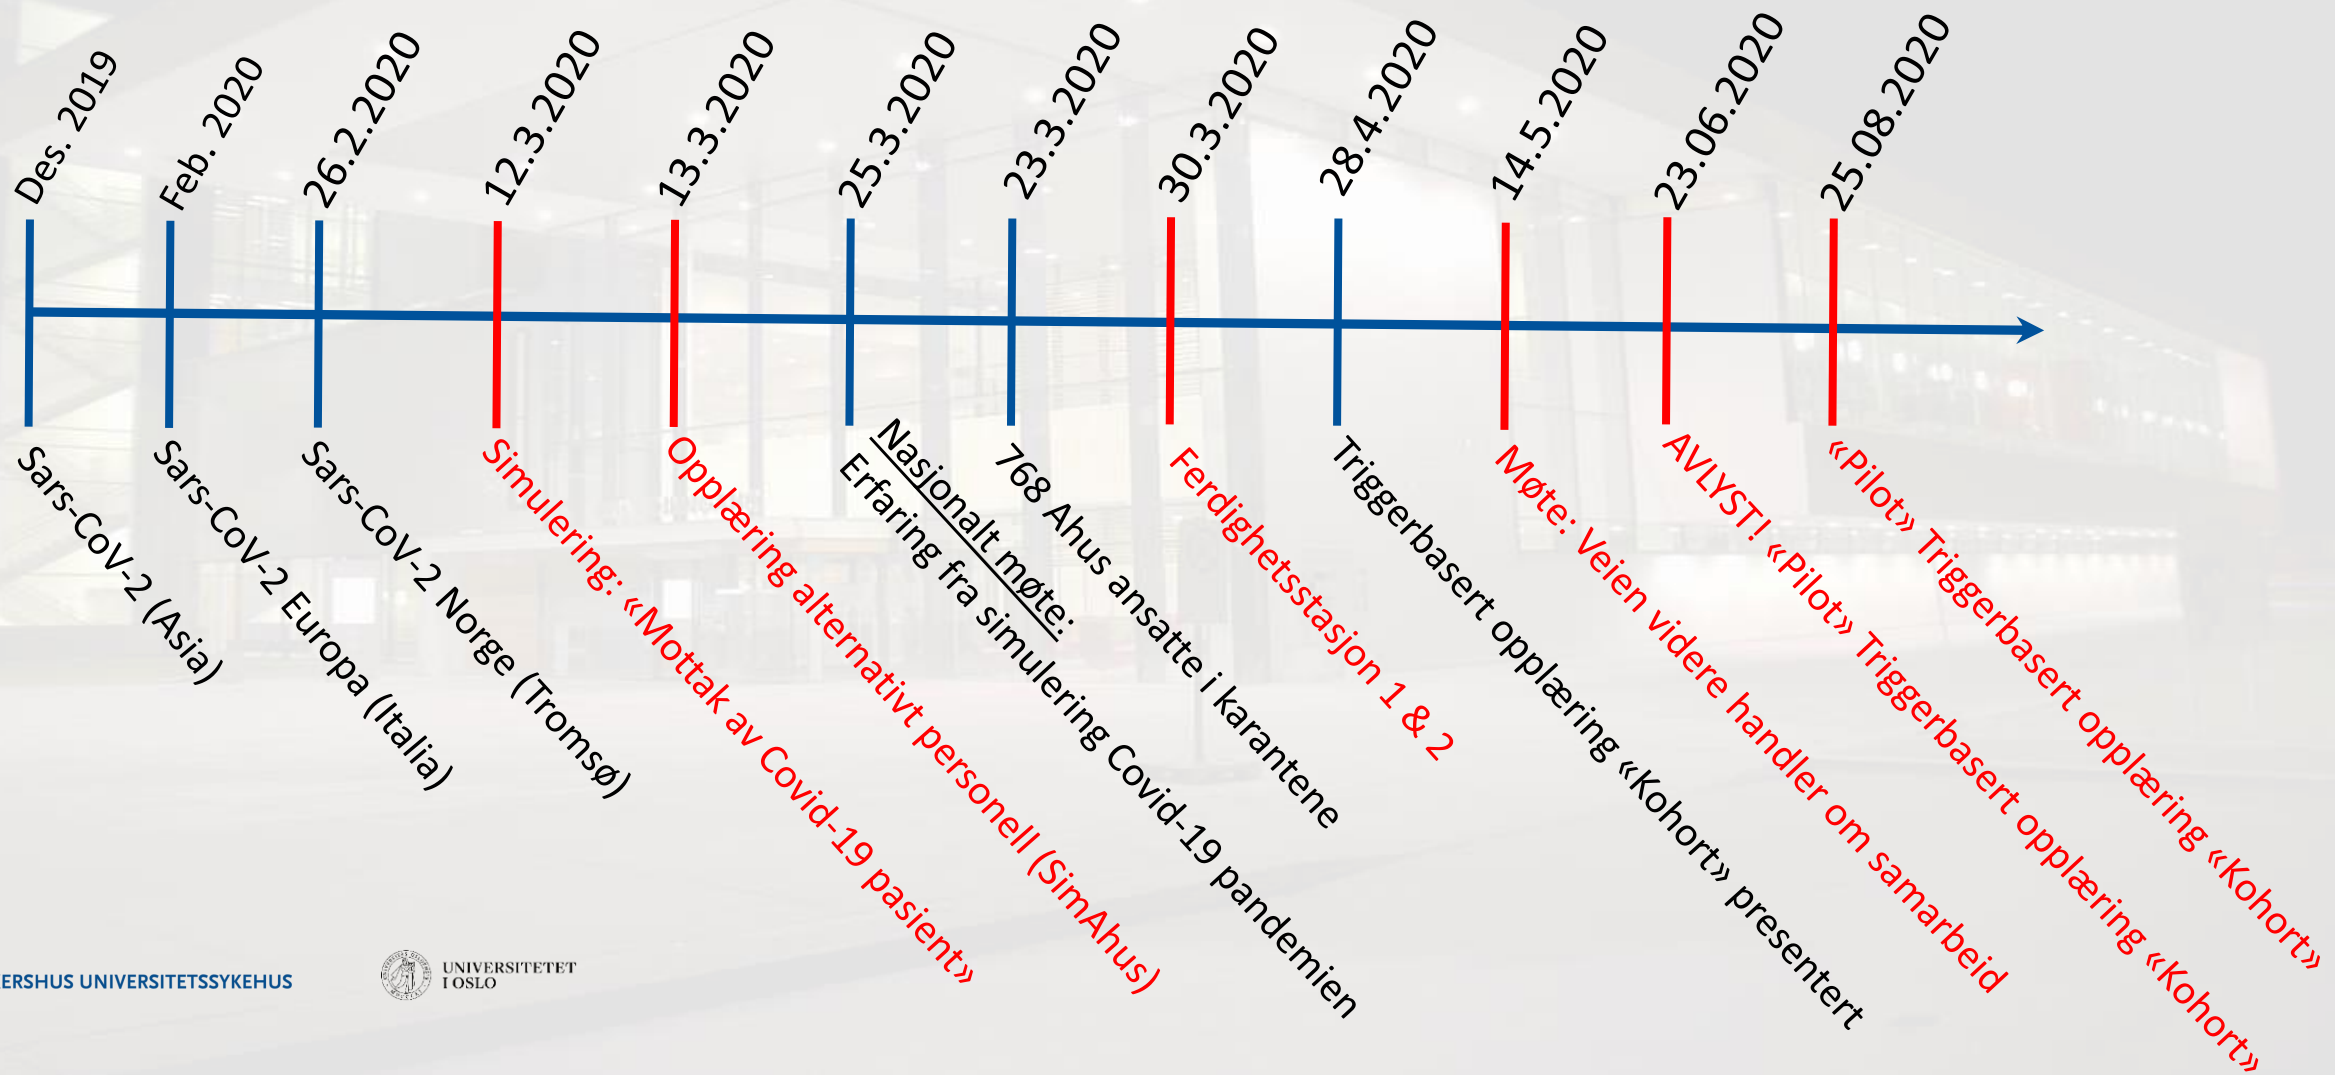 Des. 2019
Feb. 2020
26.2.2020
12.3.2020
13.3.2020
25.3.2020
23.3.2020
30.3.2020
28.4.2020
14.5.2020
23.06.2020
25.08.2020
Sars-CoV-2 (Asia)
Sars-CoV-2 Europa (Italia)
Sars-CoV-2 Norge (Tromsø)
Simulering: «Mottak av Covid-19 pasient»
Opplæring alternativt personell (SimAhus)
Nasjonalt møte:
Erfaring fra simulering Covid-19 pandemien
768 Ahus ansatte i karantene
Ferdighetsstasjon 1 & 2
Triggerbasert opplæring «Kohort» presentert
Møte: Veien videre handler om samarbeid
AVLYST! «Pilot» Triggerbasert opplæring «Kohort»
«Pilot» Triggerbasert opplæring «Kohort»
ERSHUS UNIVERSITETSSYKEHUS
UNIVERSITETET
I OSLO